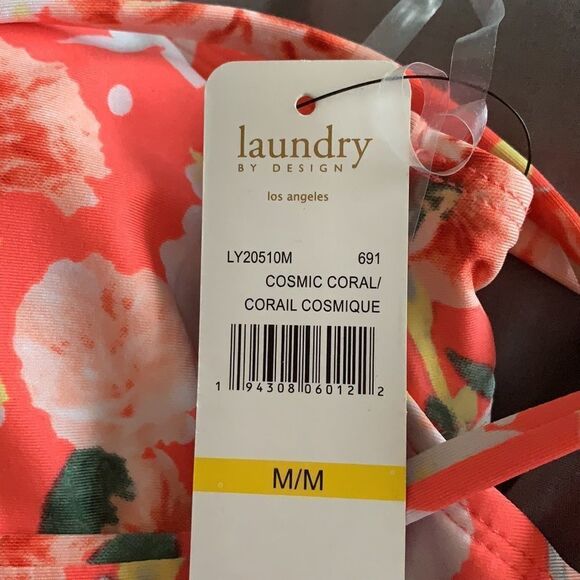 laundry
BY DESIGN
los angeles
LY20510M 691
COSMIC CORAL/
CORAIL COSMIQUE
1 94308 06012 2
M/M